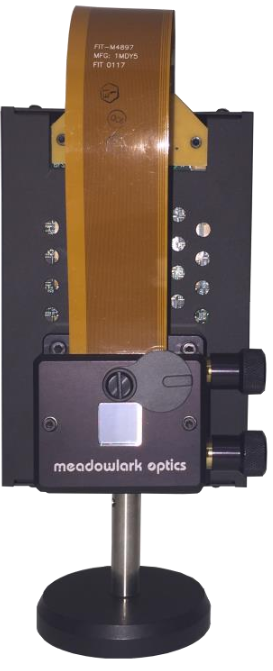 FIT-M4897
MFG: 1MDY5
FIT 0117
meadowlark optics